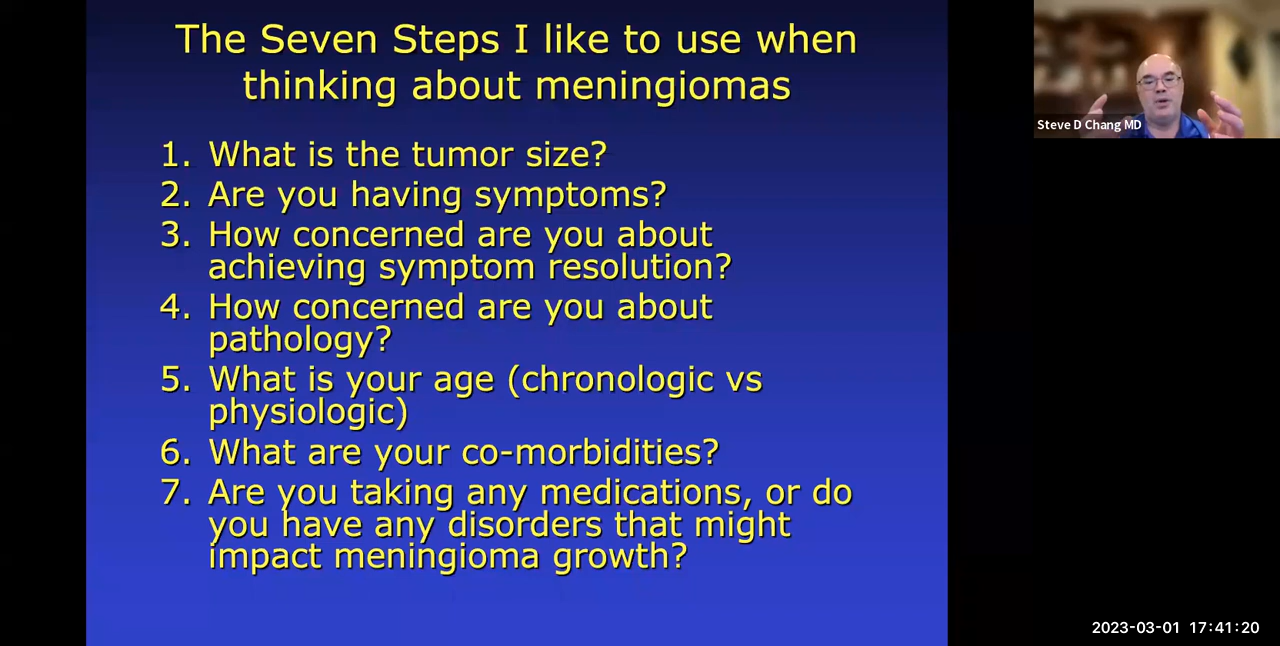 The Seven Steps I like to use when
thinking about meningiomas
1. What is the tumor size?
2. Are you having symptoms?
3. How concerned are you about
achieving symptom resolution?
4. How concerned are you about
pathology?
5. What is your age (chronologic vs
physiologic)
6. What are your co-morbidities?
7. Are you taking any medications, or do
you have any disorders that might
impact meningioma growth?
Steve D Chang MD
2023-03-01 17:41:20